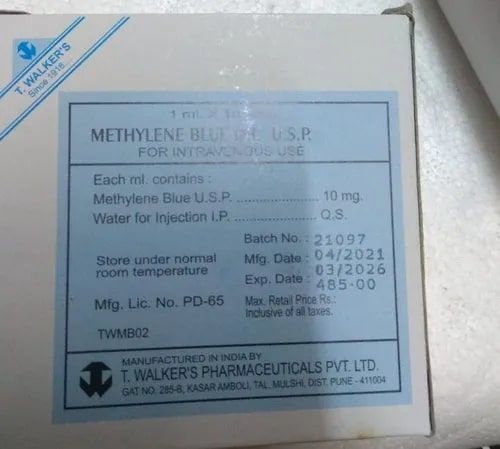 T. WALKER'S
Since 1916...
1 mL X
METHYLENE BLUE U.S.P.
FOR INTRAVENOUS USE
Each ml. contains :
Methylene Blue U.S.P. ..................... 10 mg.
Water for Injection I.P. ..................... Q.S.
Batch No. : 21097
Store under normal Mfg. Date : 04/2021
room temperature Exp. Date : 03/2026
485-00
Mfg. Lic. No. PD-65 Max. Retail Price Rs.:
Inclusive of all taxes.
TWMB02
MANUFACTURED IN INDIA BY
T. WALKER'S PHARMACEUTICALS PVT. LTD.
GAT NO. 285-B, KASAR AMBOLI, TAL. MULSHI, DIST. PUNE - 411004